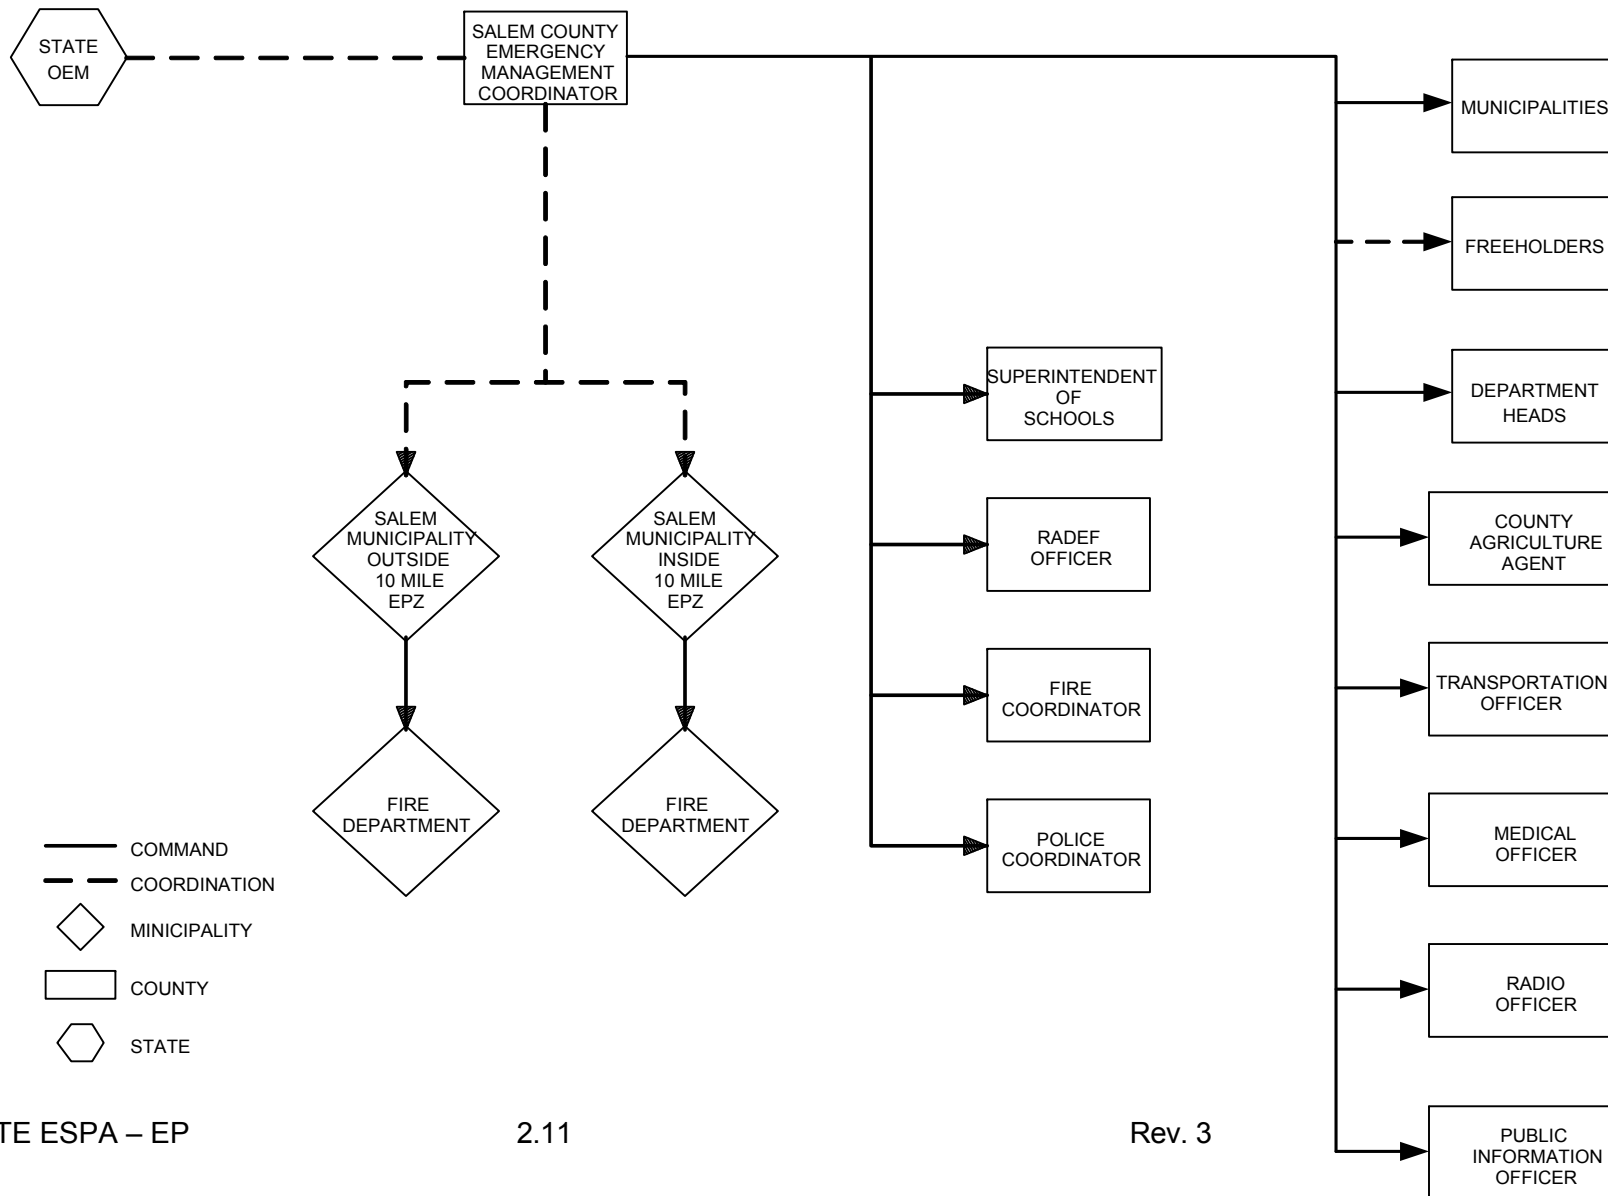 STATE
OEM
SALEM COUNTY
EMERGENCY
MANAGEMENT
COORDINATOR
MUNICIPALITIES
FREEHOLDERS
DEPARTMENT
HEADS
COUNTY
AGRICULTURE
AGENT
TRANSPORTATION
OFFICER
MEDICAL
OFFICER
RADIO
OFFICER
PUBLIC
INFORMATION
OFFICER
SUPERINTENDENT
OF
SCHOOLS
RADEF
OFFICER
FIRE
COORDINATOR
POLICE
COORDINATOR
SALEM
MUNICIPALITY
OUTSIDE
10 MILE
EPZ
SALEM
MUNICIPALITY
INSIDE
10 MILE
EPZ
FIRE
DEPARTMENT
FIRE
DEPARTMENT
COMMAND
COORDINATION
MINICIPALITY
COUNTY
STATE
TE ESPA – EP 2.11 Rev. 3